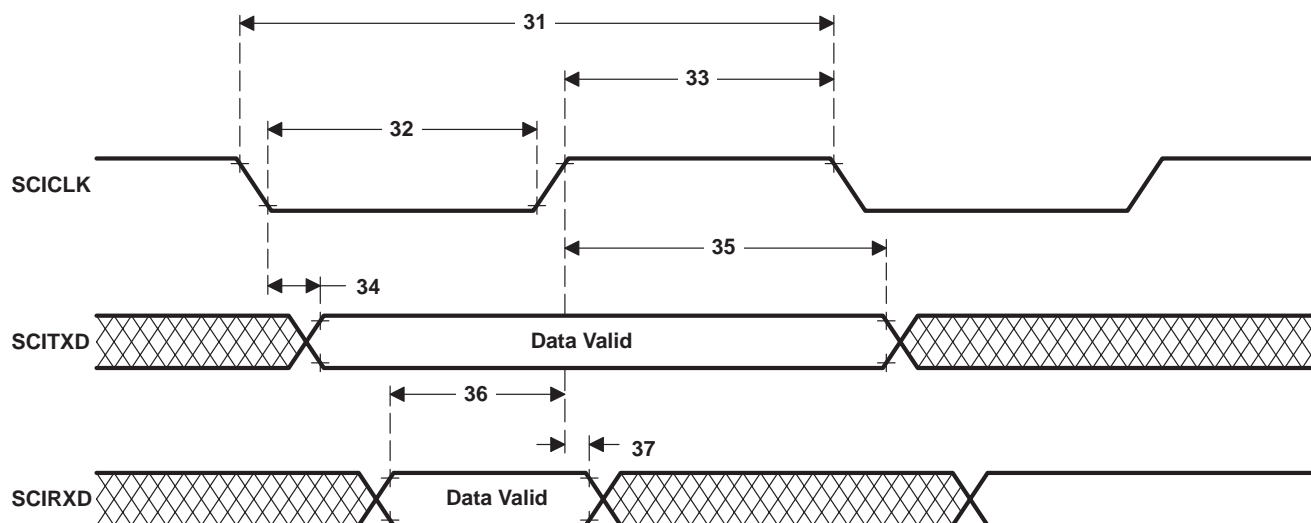 31
33
32
SCICLK
35
34
SCITXD
Data Valid
36
37
SCIRXD
Data Valid